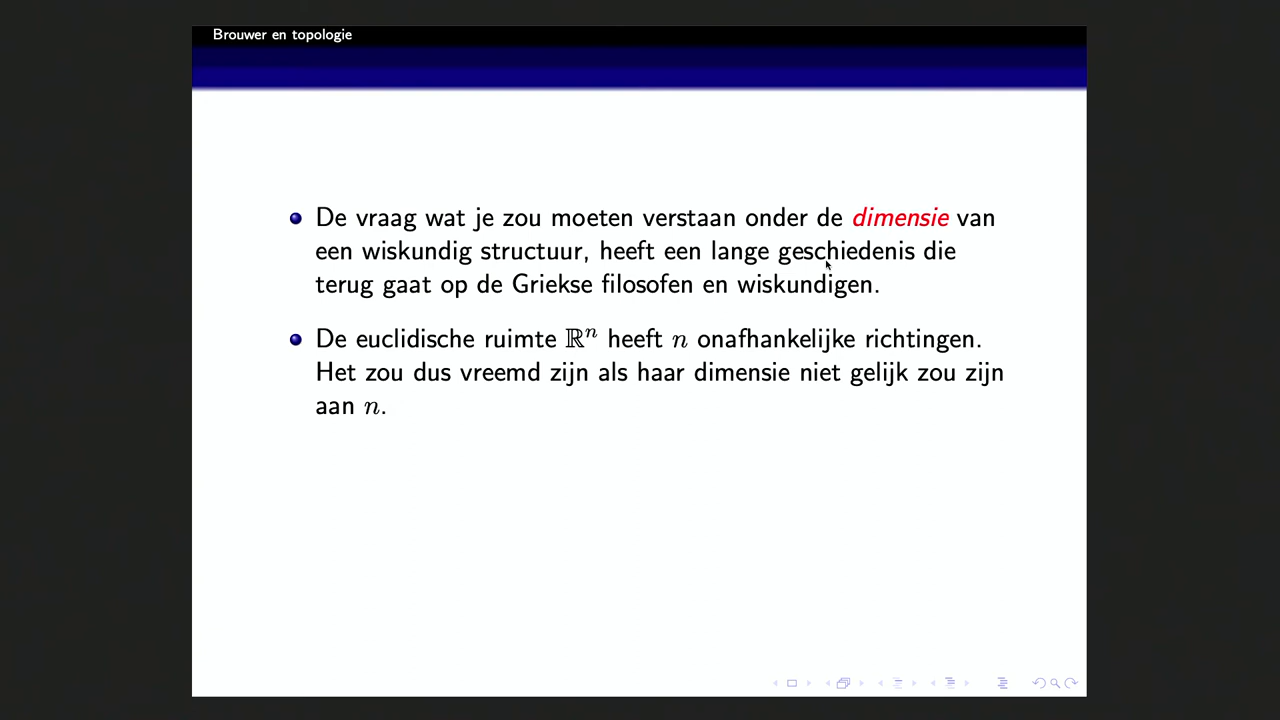 Brouwer en topologie
De vraag wat je zou moeten verstaan onder de dimensie van
een wiskundig structuur, heeft een lange geschiedenis die
terug gaat op de Griekse filosofen en wiskundigen.
De euclidische ruimte ℝⁿ heeft n onafhankelijke richtingen.
Het zou dus vreemd zijn als haar dimensie niet gelijk zou zijn
aan n.